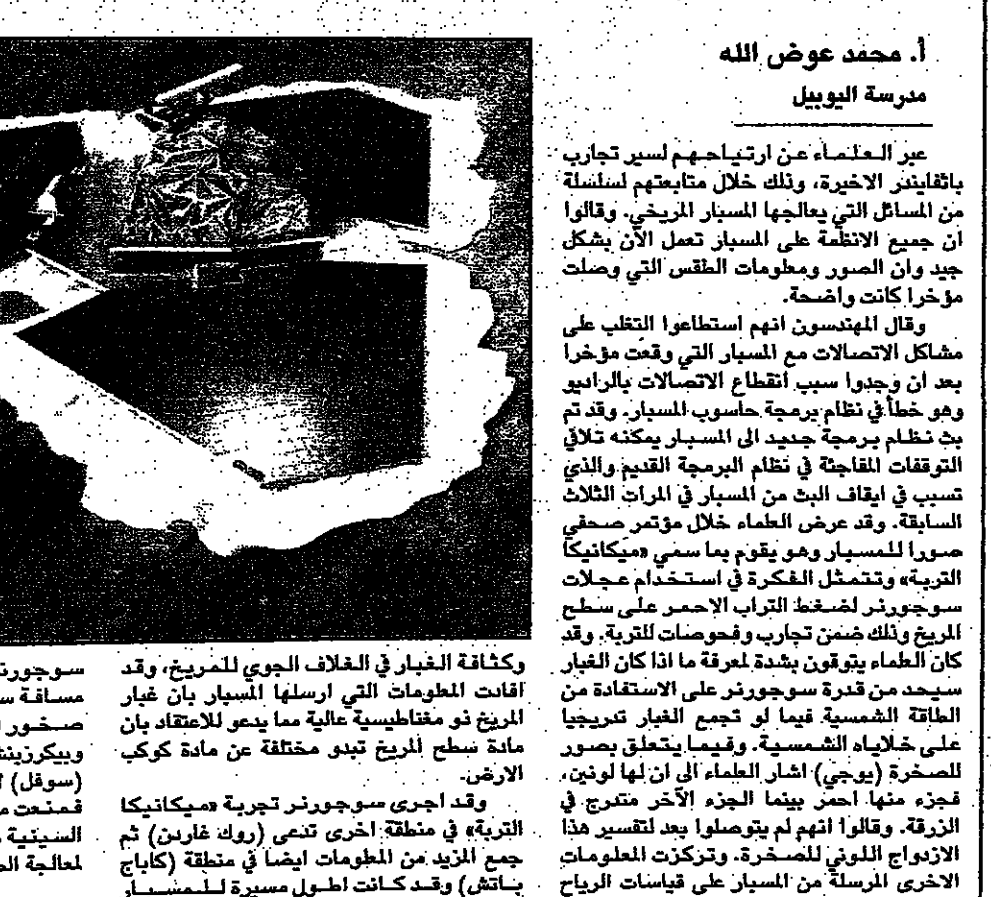 أ. محمد عوض الله
مدرسة اليوبيل
عبر العلماء عن ارتياحهم لسير تجارب
باثفايندر الاخيرة، وذلك خلال متابعتهم لسلسلة
من المسائل التي يعالجها المسبار المريخي. وقالوا
ان جميع الانظمة على المسبار تعمل الآن بشكل
جيد وان الصور ومعلومات الطقس التي وصلت
مؤخرا كانت واضحة.
وقال المهندسون انهم استطاعوا التغلب على
مشاكل الاتصالات مع المسبار التي وقعت مؤخرا
بعد ان وجدوا سبب انقطاع الاتصالات بالراديو
وهو خطأ في نظام برمجة حاسوب المسبار. وقد تم
بث نظام برمجة جديد الى المسبار يمكنه تلافي
التوقفات المفاجئة في نظام البرمجة القديم والذي
تسبب في ايقاف البث من المسبار في المرات الثلاث
السابقة. وقد عرض العلماء خلال مؤتمر صحفي
صورا للمسبار وهو يقوم بما سمي «ميكانيكا
التربة» وتتمثل الفكرة في استخدام عجلات
سوجورنر لضغط التراب الاحمر على سطح
المريخ وذلك ضمن تجارب وفحوصات للتربة. وقد
كان العلماء يتوقون بشدة لمعرفة ما اذا كان الغبار
سيحد من قدرة سوجورنر على الاستفادة من
الطاقة الشمسية فيما لو تجمع الغبار تدريجيا
على خلاياه الشمسية. وفيما يتعلق بصور
للصخرة (يوجي) اشار العلماء الى ان لها لونين،
فجزء منها احمر بينما الجزء الآخر متدرج في
الزرقة. وقالوا انهم لم يتوصلوا بعد لتفسير هذا
الازدواج اللوني للصخرة. وتركزت المعلومات
الاخرى المرسلة من المسبار على قياسات الرياح
وكثافة الغبار في الغلاف الجوي للمريخ، وقد
افادت المعلومات التي ارسلها المسبار بان غبار
المريخ ذو مغناطيسية عالية مما يدعو للاعتقاد بان
مادة سطح المريخ تبدو مختلفة عن مادة كوكب
الارض.
وقد اجرى سوجورنر تجربة «ميكانيكا
التربة» في منطقة اخرى تدعى (روك غاردن) ثم
جمع المزيد من المعلومات ايضا في منطقة (كاباج
باتش) وقد كانت اطول مسيرة للمسبار
سوجورنر
مسافة
صخور
(سوفل)
فمنعت
السيئية
لمعالجة